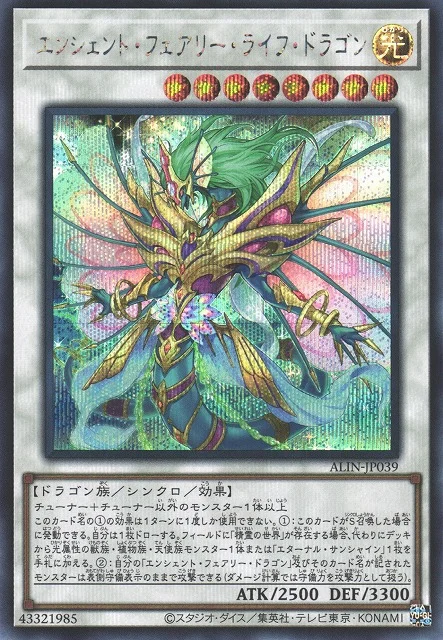 エンシェント・フェアリー・ライフ・ドラゴン
光
ALIN-JP039
【ドラゴン族／シンクロ／効果】
チューナー＋チューナー以外のモンスター1体以上
このカード名の①の効果は1ターンに1度しか使用できない。①：このカードがS召喚した場合
に発動できる。自分は1枚ドローする。フィールドに「精霊の世界」が存在する場合、代わりにデッキ
から光属性の獣族・植物族・天使族モンスター1体または「エターナル・サンシャイン」1枚を
手札に加える。②：自分の「エンシェント・フェアリー・ドラゴン」及びそのカード名が記された
モンスターは表側守備表示のままで攻撃できる(ダメージ計算では守備力を攻撃力として扱う)。
ATK/2500 DEF/3300
43321985
©スタジオ・ダイス／集英社・テレビ東京・KONAMI